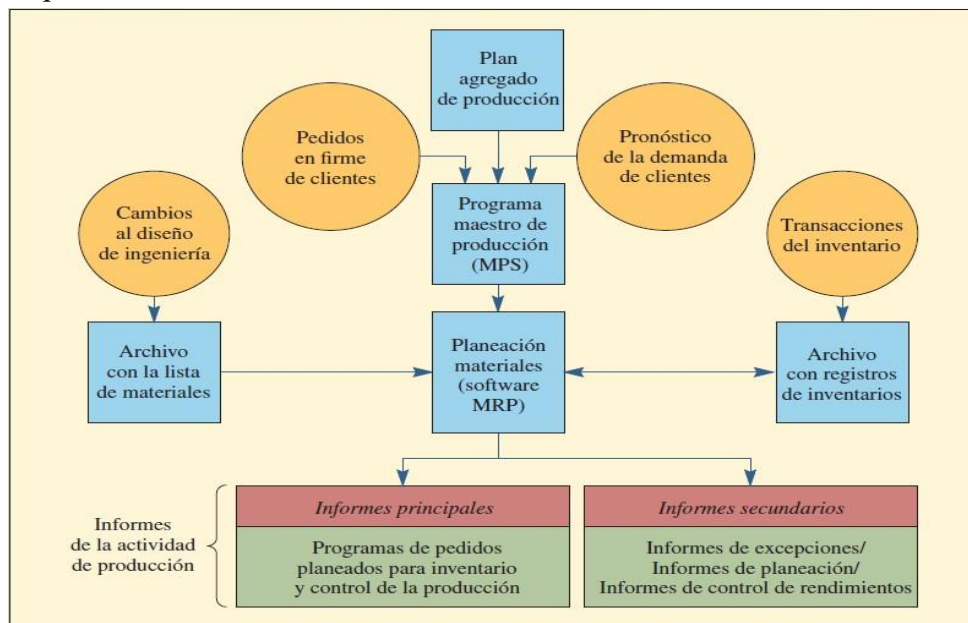 Plan
agregado
de producción
Pedidos
en firme
de clientes
Pronóstico
de la demanda
de clientes
Cambios
al diseño
de ingeniería
Programa
maestro de
producción
(MPS)
Transacciones
del inventario
Archivo
con la lista
de materiales
Planeación
materiales
(software
MRP)
Archivo
con registros
de inventarios
Informes
de la actividad
de producción
Informes principales
Programas de pedidos
planeados para inventario
y control de la producción
Informes secundarios
Informes de excepciones/
Informes de planeación/
Informes de control de rendimientos